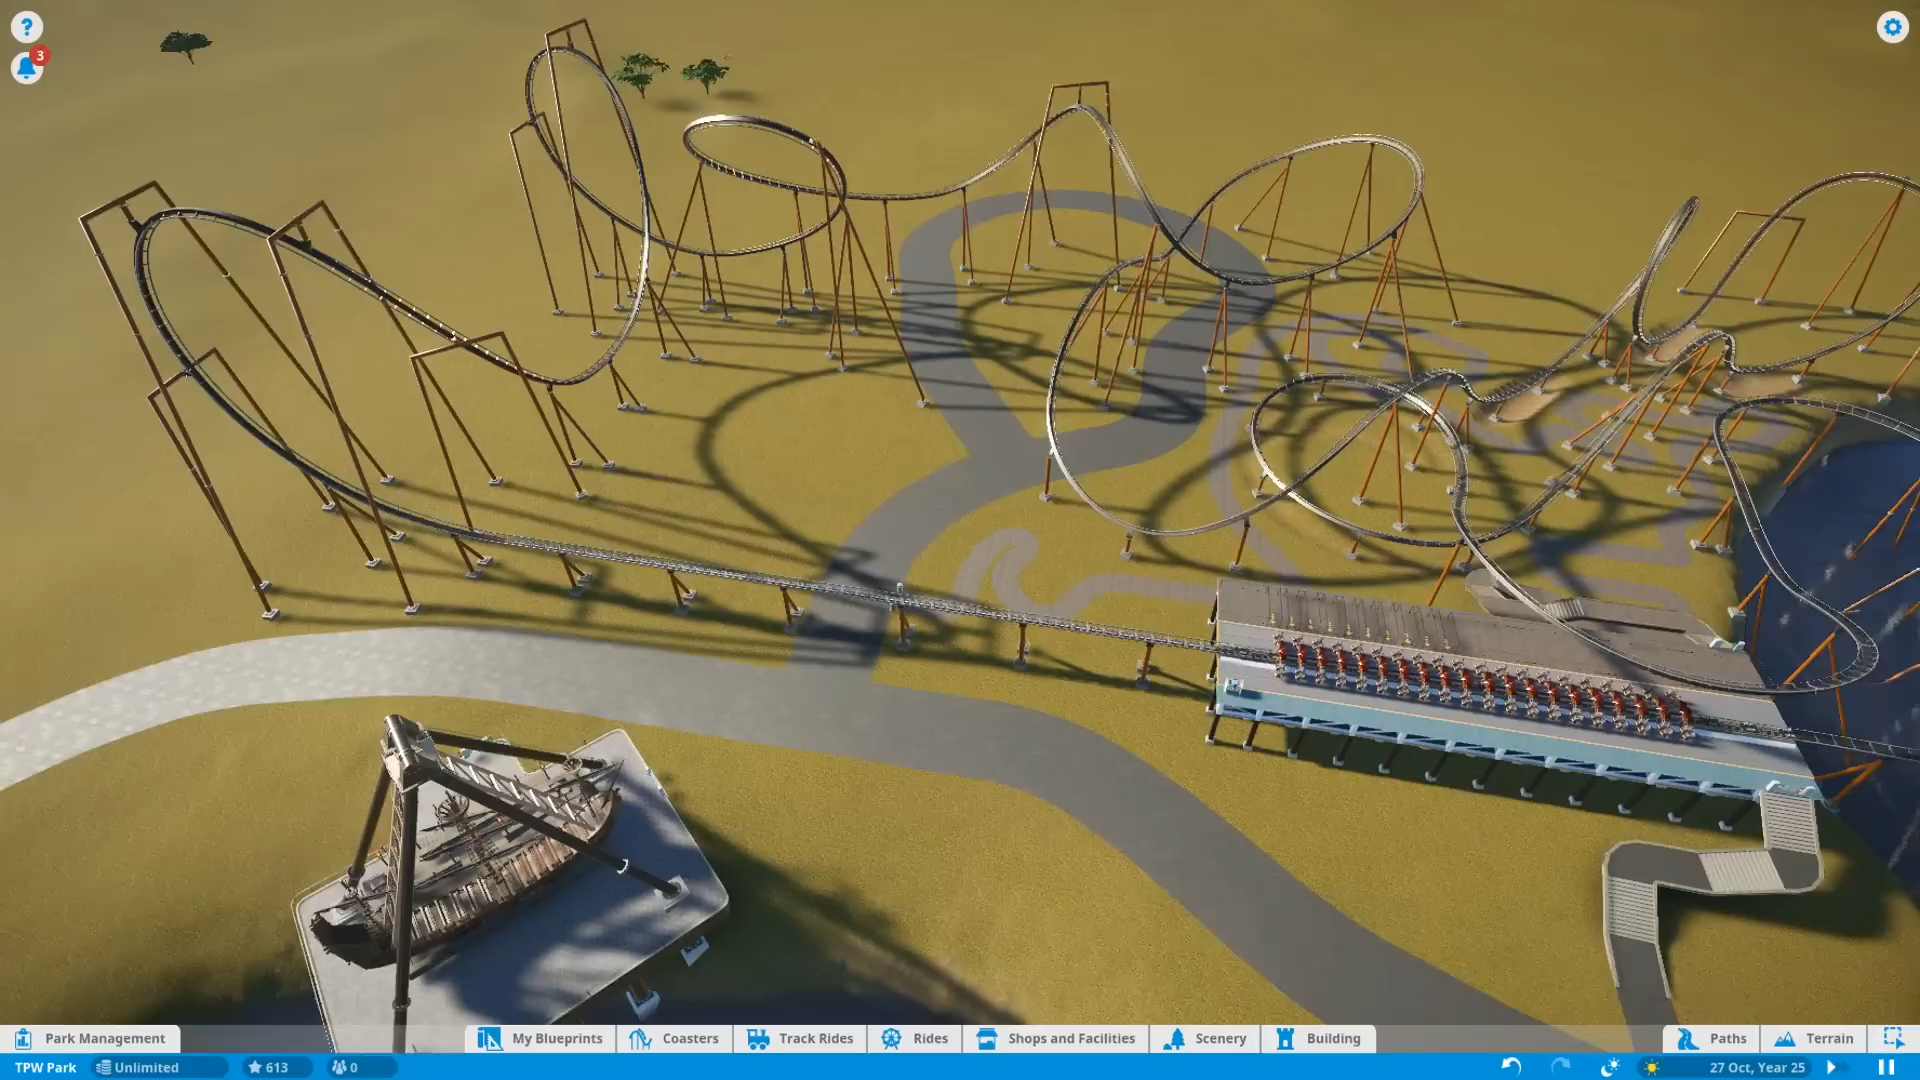 ?
3
Park Management
My Blueprints
Coasters
Track Rides
Rides
Shops and Facilities
Scenery
Building
Paths
Terrain
TPW Park
Unlimited
613
0
27 Oct, Year 25